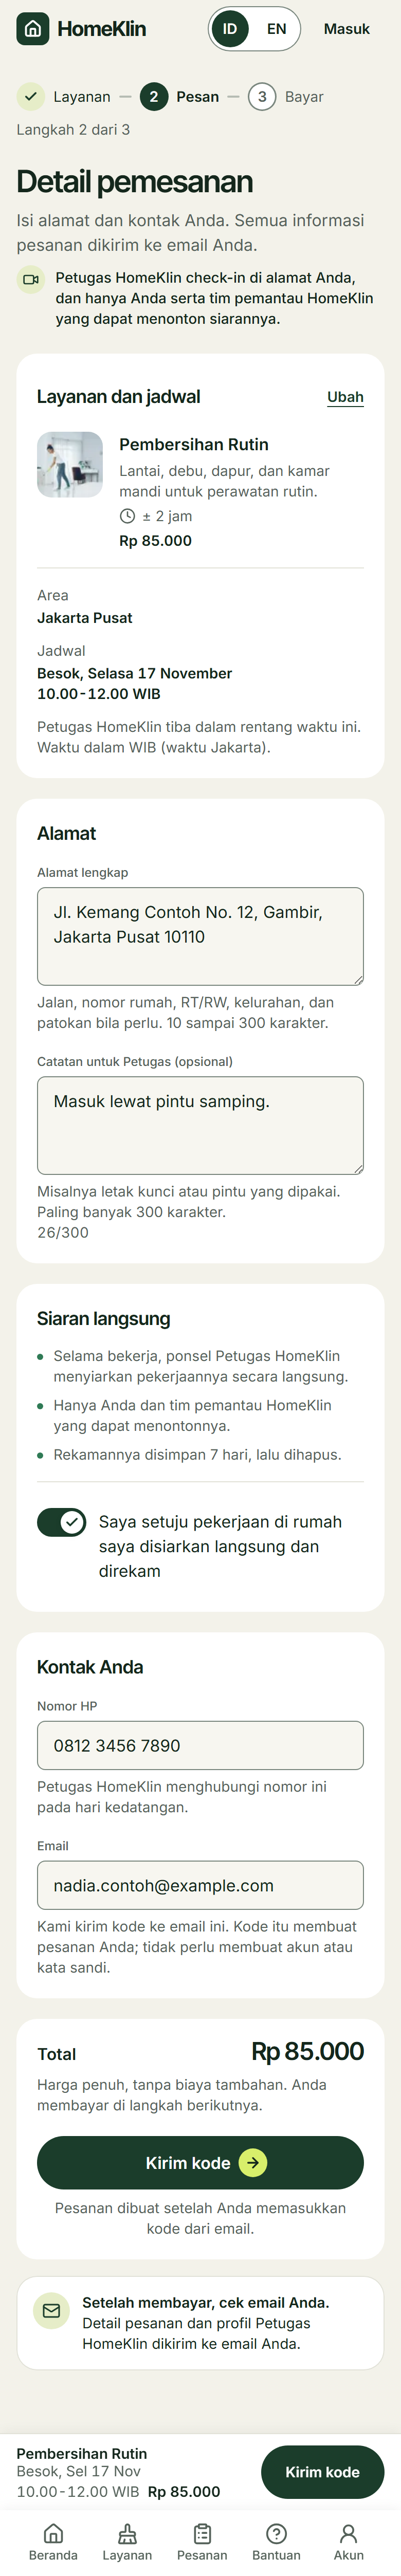 HomeKlin
ID EN Masuk
Layanan 2 Pesan 3 Bayar
Langkah 2 dari 3
Detail pemesanan
Isi alamat dan kontak Anda. Semua informasi
pesanan dikirim ke email Anda.
Petugas HomeKlin check-in di alamat Anda,
dan hanya Anda serta tim pemantau HomeKlin
yang dapat menonton siarannya.
Layanan dan jadwal Ubah
Pembersihan Rutin
Lantai, debu, dapur, dan kamar
mandi untuk perawatan rutin.
± 2 jam
Rp 85.000
Area
Jakarta Pusat
Jadwal
Besok, Selasa 17 November
10.00-12.00 WIB
Petugas HomeKlin tiba dalam rentang waktu ini.
Waktu dalam WIB (waktu Jakarta).
Alamat
Alamat lengkap
Jl. Kemang Contoh No. 12, Gambir,
Jakarta Pusat 10110
Jalan, nomor rumah, RT/RW, kelurahan, dan
patokan bila perlu. 10 sampai 300 karakter.
Catatan untuk Petugas (opsional)
Masuk lewat pintu samping.
Misalnya letak kunci atau pintu yang dipakai.
Paling banyak 300 karakter.
26/300
Siaran langsung
Selama bekerja, ponsel Petugas HomeKlin
menyiarkan pekerjaannya secara langsung.
Hanya Anda dan tim pemantau HomeKlin
yang dapat menontonnya.
Rekamannya disimpan 7 hari, lalu dihapus.
Saya setuju pekerjaan di rumah
saya disiarkan langsung dan
direkam
Kontak Anda
Nomor HP
0812 3456 7890
Petugas HomeKlin menghubungi nomor ini
pada hari kedatangan.
Email
nadia.contoh@example.com
Kami kirim kode ke email ini. Kode itu membuat
pesanan Anda; tidak perlu membuat akun atau
kata sandi.
Total Rp 85.000
Harga penuh, tanpa biaya tambahan. Anda
membayar di langkah berikutnya.
Kirim kode
Pesanan dibuat setelah Anda memasukkan
kode dari email.
Setelah membayar, cek email Anda.
Detail pesanan dan profil Petugas
HomeKlin dikirim ke email Anda.
Pembersihan Rutin
Besok, Sel 17 Nov
10.00-12.00 WIB Rp 85.000
Kirim kode
Beranda Layanan Pesanan Bantuan Akun